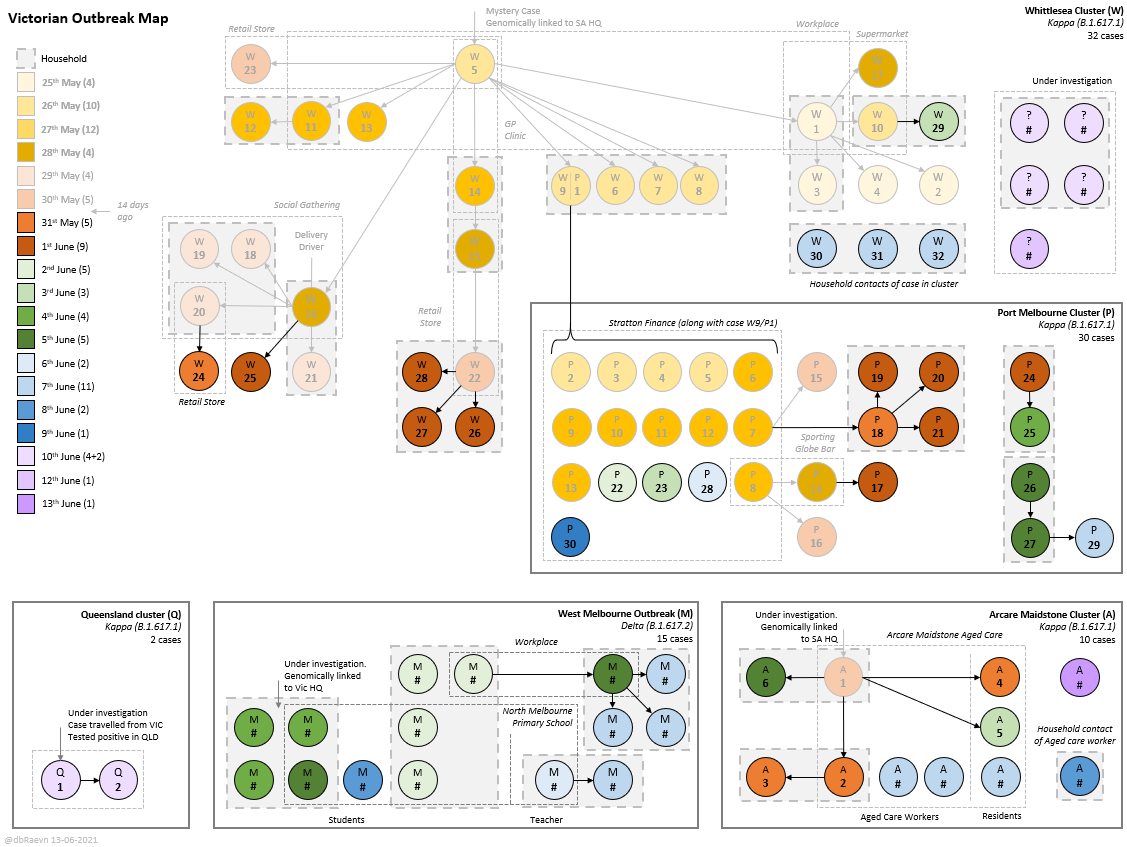 Victorian Outbreak Map
Household
25th May (4)
26th May (10)
27th May (12)
28th May (4)
29th May (4)
30th May (5)
31st May (5)
1st June (9)
2nd June (5)
3rd June (3)
4th June (4)
5th June (5)
6th June (2)
7th June (11)
8th June (2)
9th June (1)
10th June (4+2)
12th June (1)
13th June (1)
14 days
ago
Whittlesea Cluster (W)
Kappa (B.1.617.1)
32 cases
Mystery Case
Genomically linked to SA HQ
Retail Store
W
23
W
5
W
12
W
11
W
13
GP
Clinic
Workplace
Supermarket
W
17
W
1
W
10
W
29
W
3
W
4
W
2
W
9
P
1
W
6
W
7
W
8
W
14
W
Under investigation
?
#
?
#
?
#
?
#
?
#
W
30
W
31
W
32
Household contacts of case in cluster
Social Gathering
Delivery
Driver
W
19
W
18
W
20
W
16
W
24
W
25
W
21
Retail Store
Retail
Store
W
28
W
22
W
27
W
26
Port Melbourne Cluster (P)
Kappa (B.1.617.1)
30 cases
Stratton Finance (along with case W9/P1)
P
2
P
3
P
4
P
5
P
6
P
15
P
19
P
20
P
24
P
9
P
10
P
11
P
12
P
7
P
18
P
21
P
25
Sporting
Globe Bar
P
13
P
22
P
23
P
28
P
8
P
14
P
17
P
26
P
30
P
16
P
27
P
29
Queensland cluster (Q)
Kappa (B.1.617.1)
2 cases
Under investigation
Case travelled from VIC
Tested positive in QLD
Q
1
Q
2
West Melbourne Outbreak (M)
Delta (B.1.617.2)
15 cases
Workplace
Under investigation.
Genomically linked
to Vic HQ
North Melbourne
Primary School
M
#
M
#
M
#
M
#
M
#
M
#
M
#
M
#
M
#
M
#
M
#
M
#
M
#
M
#
M
#
Students
Teacher
Arcare Maidstone Cluster (A)
Kappa (B.1.617.1)
10 cases
Under investigation.
Genomically linked
to SA HQ
Arcare Maidstone Aged Care
A
6
A
1
A
4
A
#
A
5
Household contact
of Aged care worker
A
3
A
2
A
#
A
#
A
#
A
#
Aged Care Workers
Residents
@dbRaevn 13-06-2021